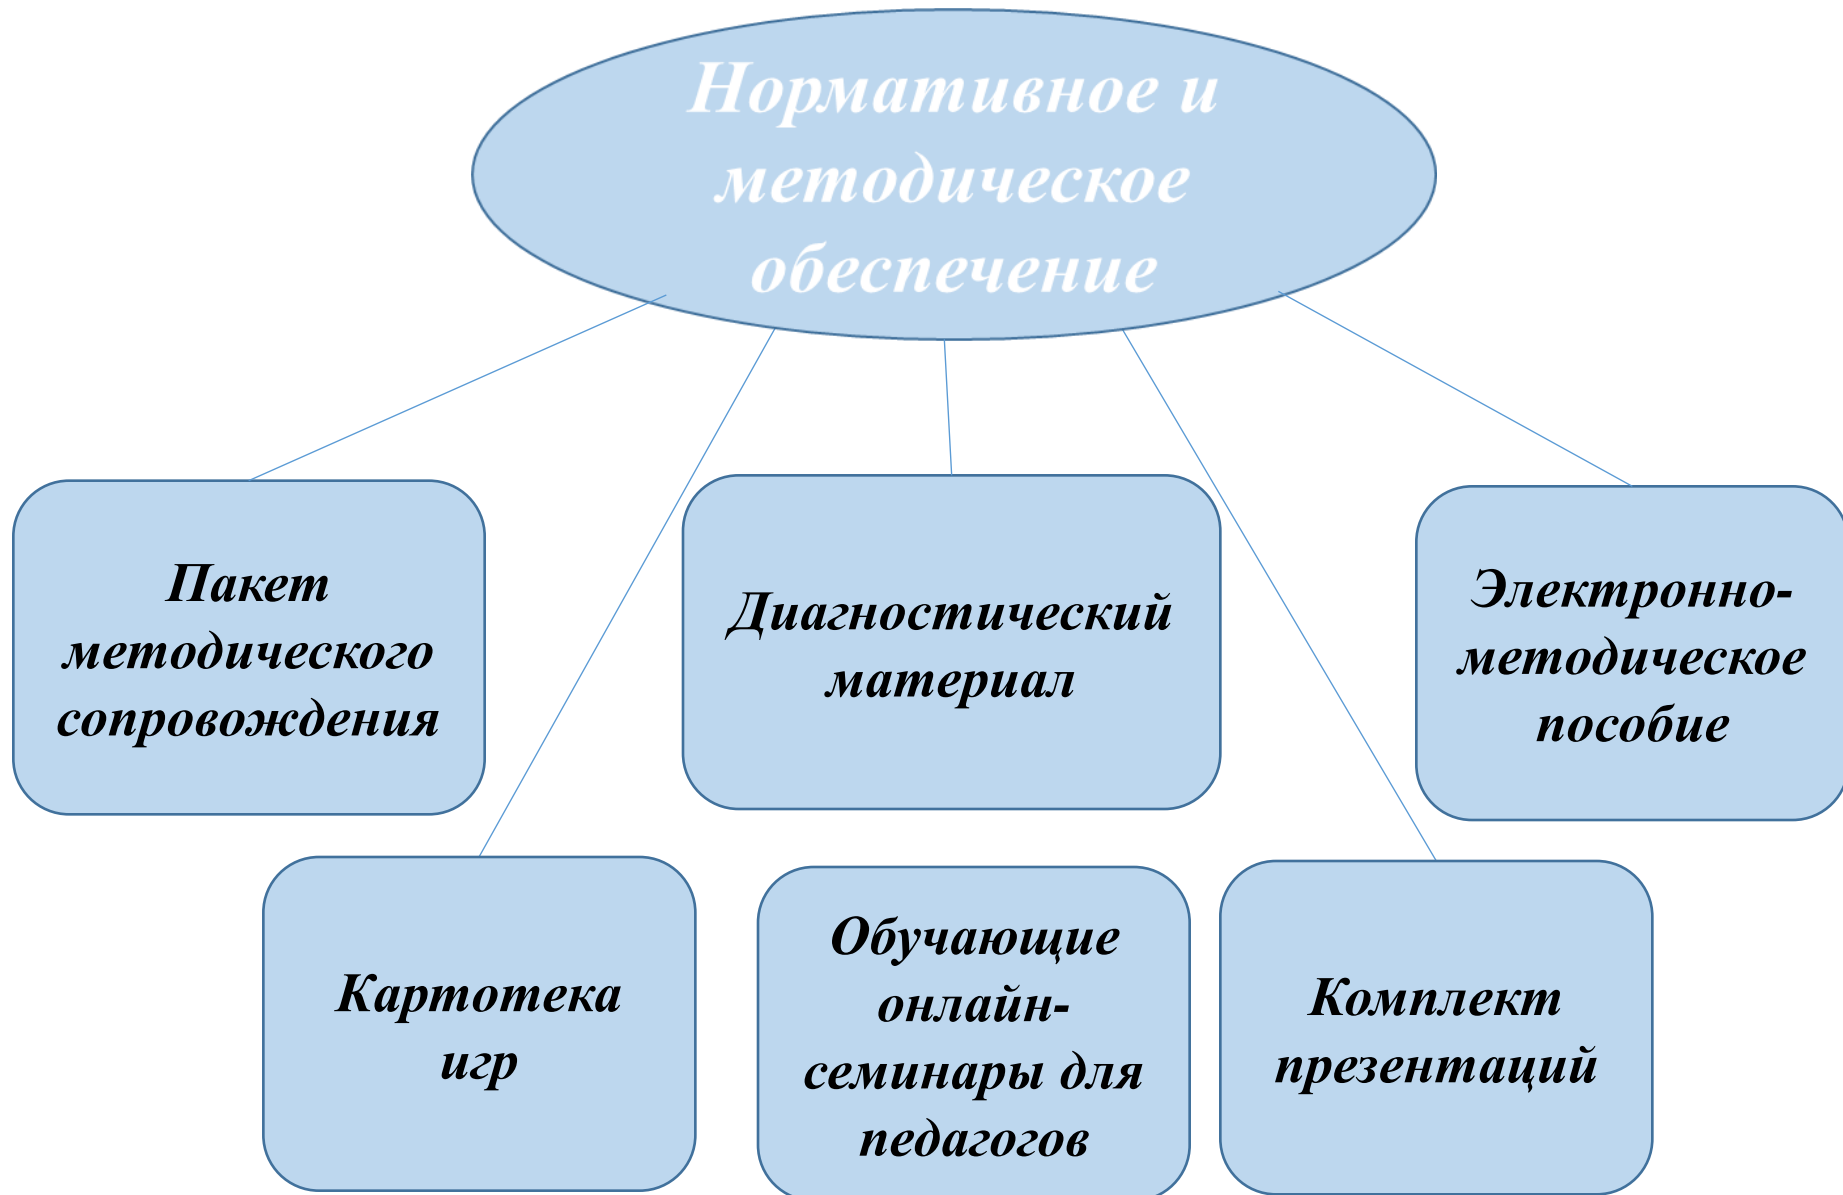 Нормативное и
методическое
обеспечение
Пакет
методического
сопровождения
Диагностический
материал
Электронно-
методическое
пособие
Картотека
игр
Обучающие
онлайн-
семинары для
педагогов
Комплект
презентаций